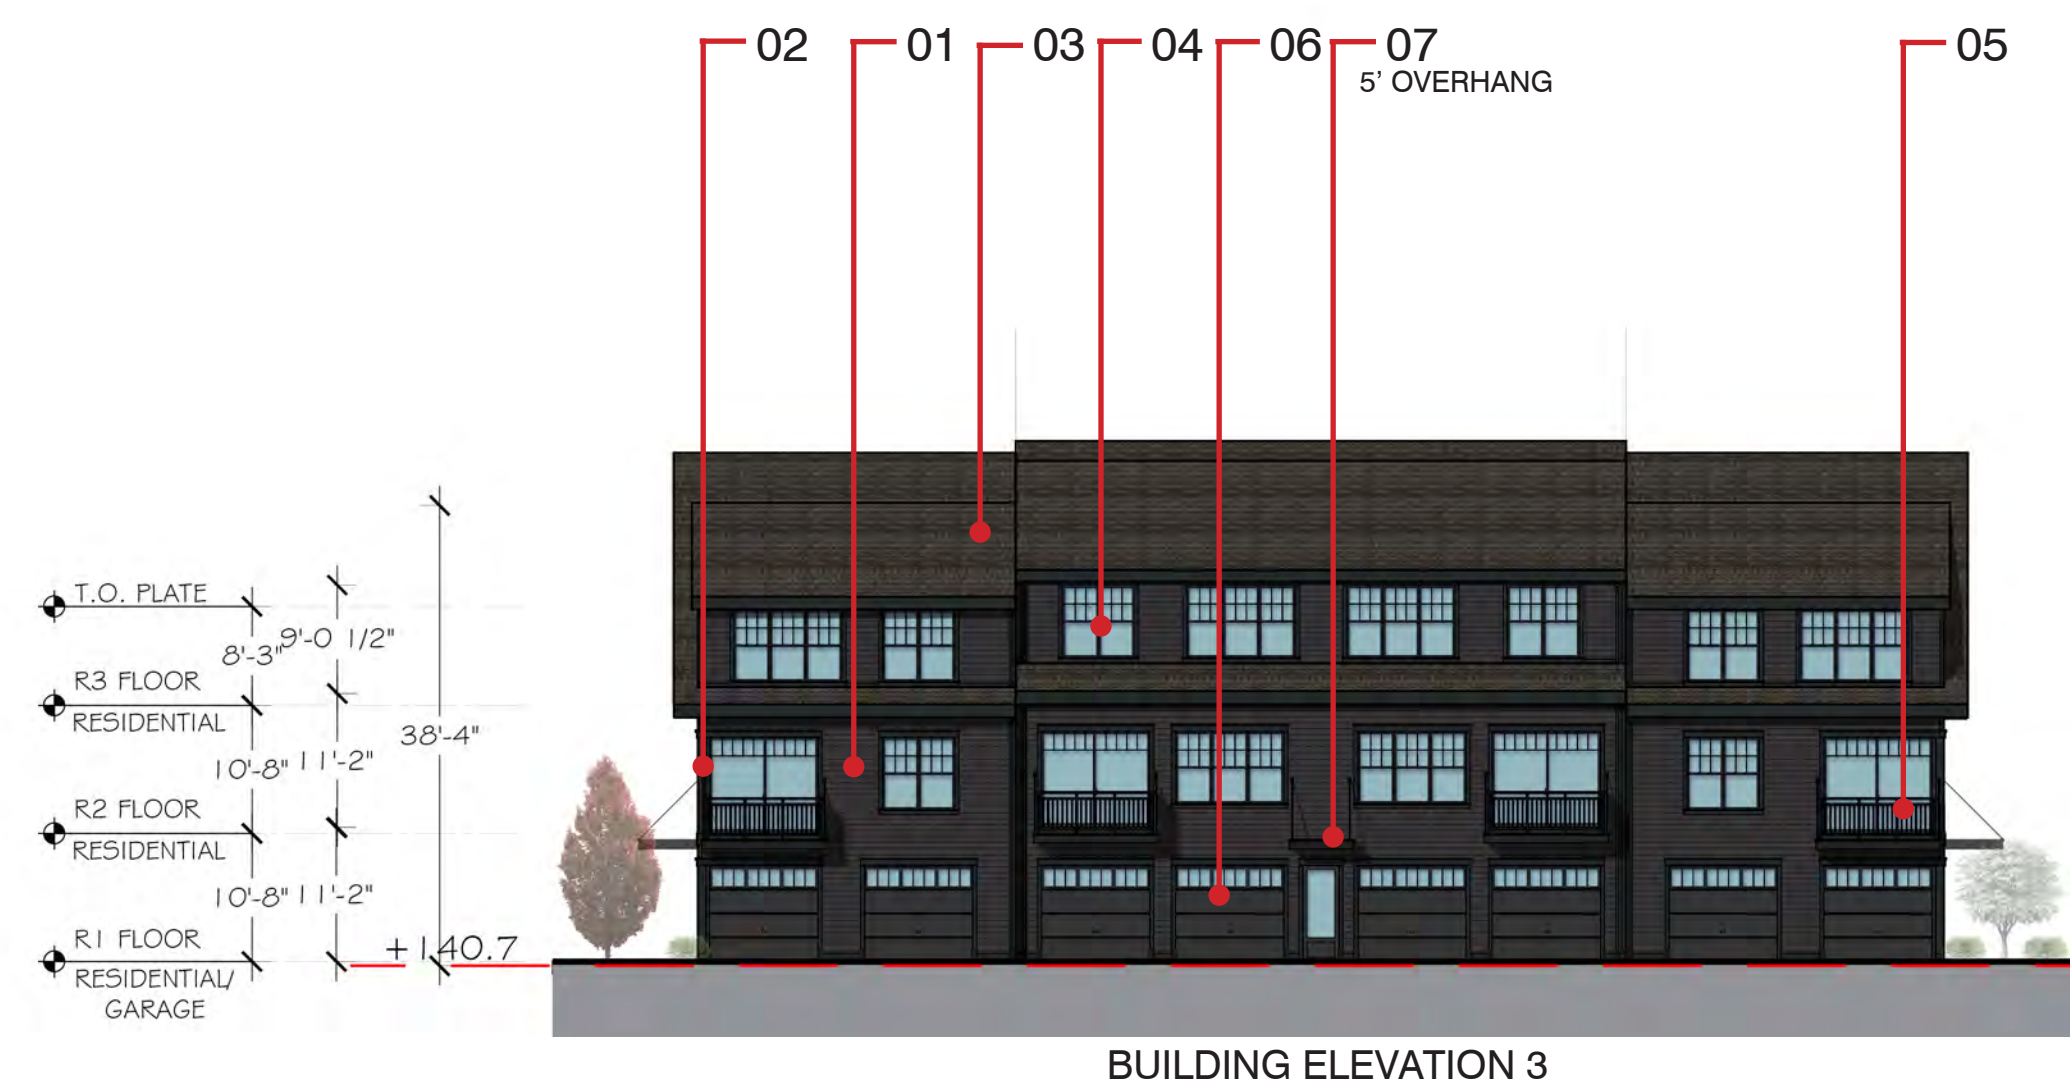 02
01
03
04
06
07
05
5' OVERHANG
T.O. PLATE
8'-3"
9'-0 1/2"
R3 FLOOR
RESIDENTIAL
38'-4"
10'-8"
11'-2"
R2 FLOOR
RESIDENTIAL
10'-8"
11'-2"
R1 FLOOR
+140.7
RESIDENTIAL/
GARAGE
BUILDING ELEVATION 3